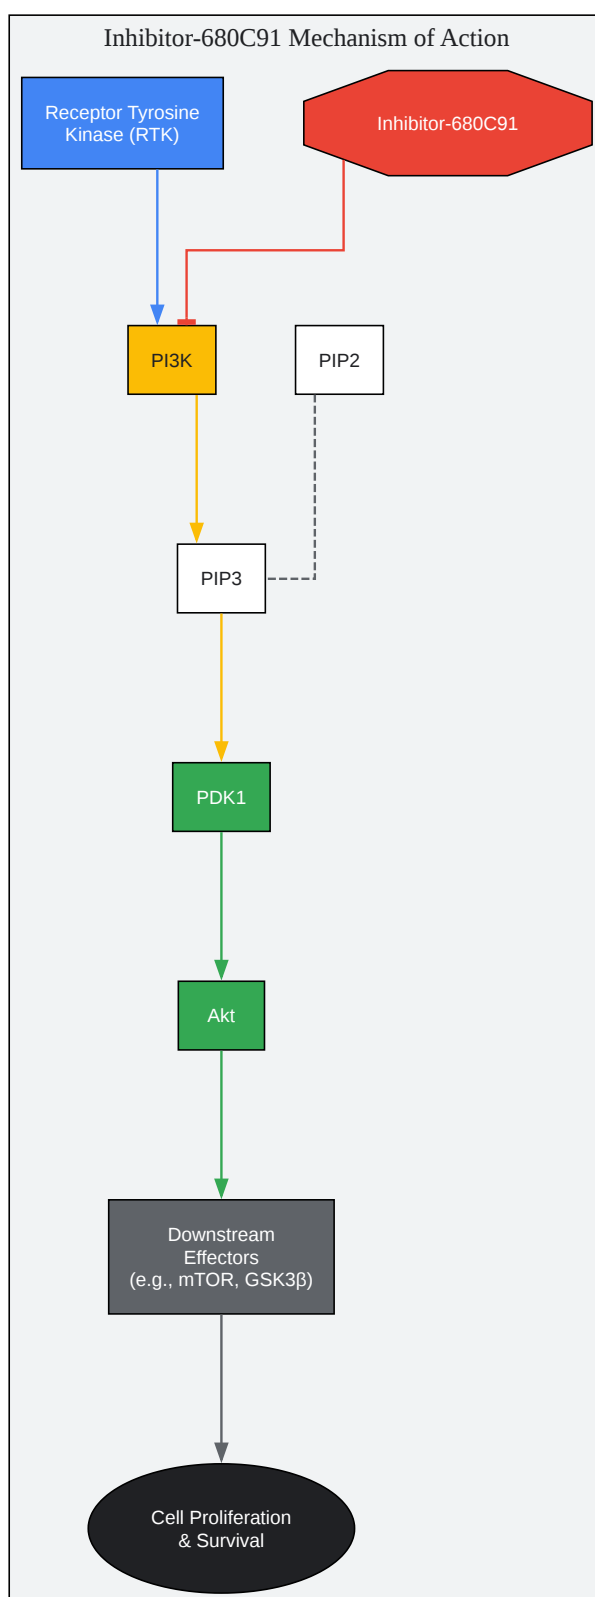 Inhibitor-680C91 Mechanism of Action
Receptor Tyrosine
Kinase (RTK)
Inhibitor-680C91
PI3K
PIP2
PIP3
PDK1
Akt
Downstream
Effectors
(e.g., mTOR, GSK3β)
Cell Proliferation
& Survival